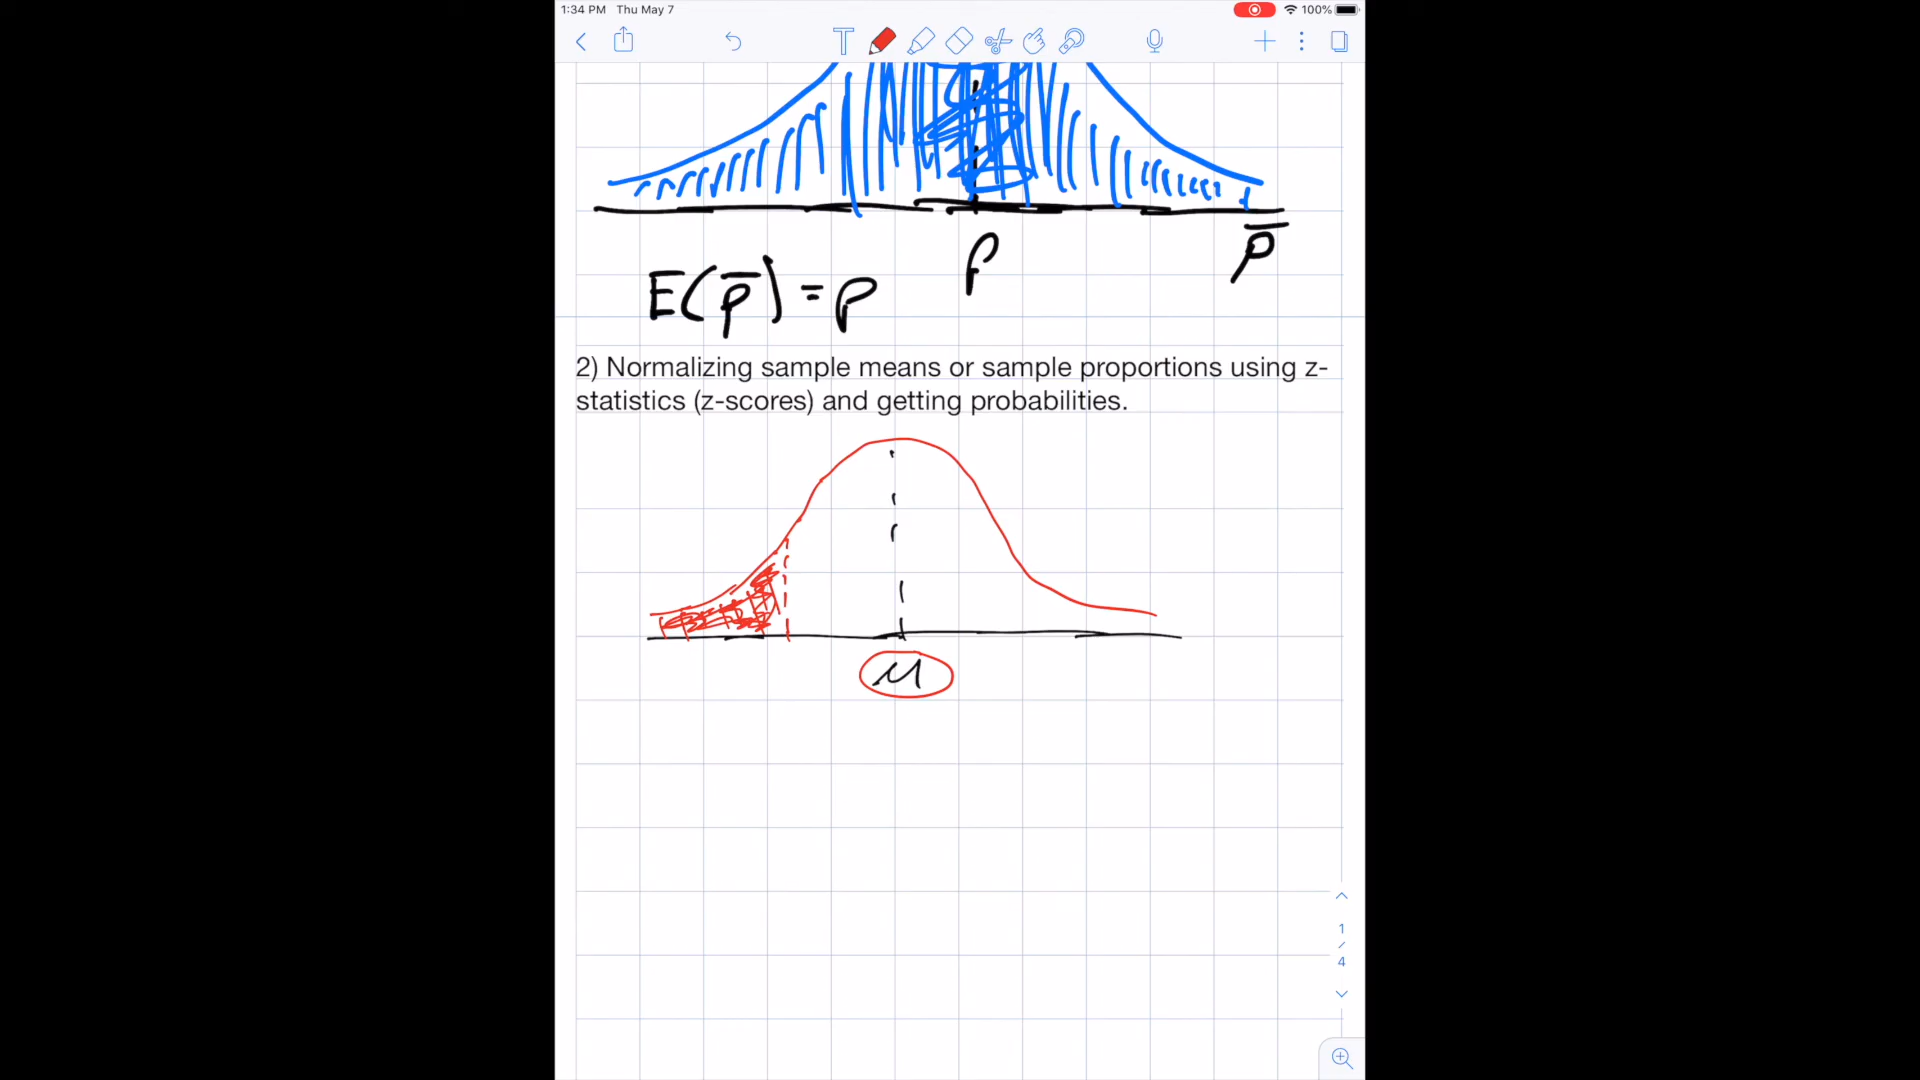 1:34 PM Thu May 7
100%
T
p
p̅
E(p̅) = p
2) Normalizing sample means or sample proportions using z-
statistics (z-scores) and getting probabilities.
μ
1
/
4